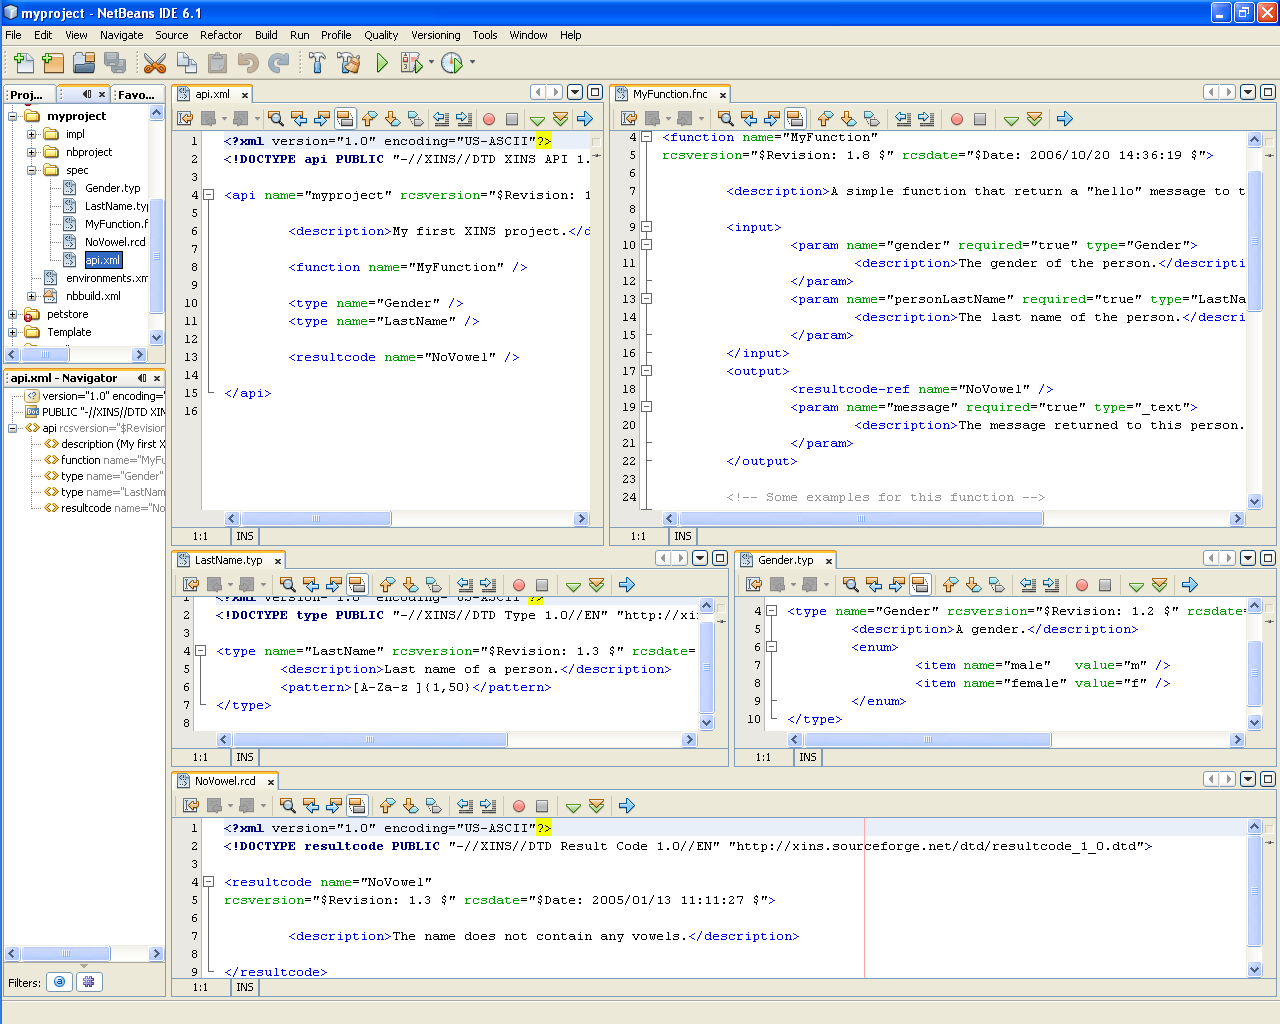 myproject - NetBeans IDE 6.1
File Edit View Navigate Source Refactor Build Run Profile Quality Versioning Tools Window Help
Proj... Favo...
myproject
impl
nbproject
spec
Gender.typ
LastName.typ
MyFunction.f
NoVowel.rcd
api.xml
environments.xm
nbbuild.xml
petstore
Template
api.xml - Navigator
version="1.0" encoding=
PUBLIC "-//XINS//DTD XIN
api rcsversion="$Revision
description (My first X
function name="MyFu
type name="Gender"
type name="LastNam
resultcode name="No
Filters:
api.xml
1 <?xml version="1.0" encoding="US-ASCII"?>
2 <!DOCTYPE api PUBLIC "-//XINS//DTD XINS API 1.
3
4 <api name="myproject" rcsversion="$Revision: 1
5
6 <description>My first XINS project.</d
7
8 <function name="MyFunction" />
9
10 <type name="Gender" />
11 <type name="LastName" />
12
13 <resultcode name="NoVowel" />
14
15 </api>
16
1:1 INS
MyFunction.fnc
4 <function name="MyFunction"
5 rcsversion="$Revision: 1.8 $" rcsdate="$Date: 2006/10/20 14:36:19 $">
6
7 <description>A simple function that return a "hello" message to t
8
9 <input>
10 <param name="gender" required="true" type="Gender">
11 <description>The gender of the person.</descripti
12 </param>
13 <param name="personLastName" required="true" type="LastNa
14 <description>The last name of the person.</descri
15 </param>
16 </input>
17 <output>
18 <resultcode-ref name="NoVowel" />
19 <param name="message" required="true" type="_text">
20 <description>The message returned to this person.
21 </param>
22 </output>
23
24 <!-- Some examples for this function -->
1:1 INS
LastName.typ
1 <?xml version="1.0" encoding="US-ASCII"?>
2 <!DOCTYPE type PUBLIC "-//XINS//DTD Type 1.0//EN" "http://xin
3
4 <type name="LastName" rcsversion="$Revision: 1.3 $" rcsdate=
5 <description>Last name of a person.</description>
6 <pattern>[A-Za-z ]{1,50}</pattern>
7 </type>
8
1:1 INS
Gender.typ
4 <type name="Gender" rcsversion="$Revision: 1.2 $" rcsdate=
5 <description>A gender.</description>
6 <enum>
7 <item name="male" value="m" />
8 <item name="female" value="f" />
9 </enum>
10 </type>
1:1 INS
NoVowel.rcd
1 <?xml version="1.0" encoding="US-ASCII"?>
2 <!DOCTYPE resultcode PUBLIC "-//XINS//DTD Result Code 1.0//EN" "http://xins.sourceforge.net/dtd/resultcode_1_0.dtd">
3
4 <resultcode name="NoVowel"
5 rcsversion="$Revision: 1.3 $" rcsdate="$Date: 2005/01/13 11:11:27 $">
6
7 <description>The name does not contain any vowels.</description>
8
9 </resultcode>
1:1 INS